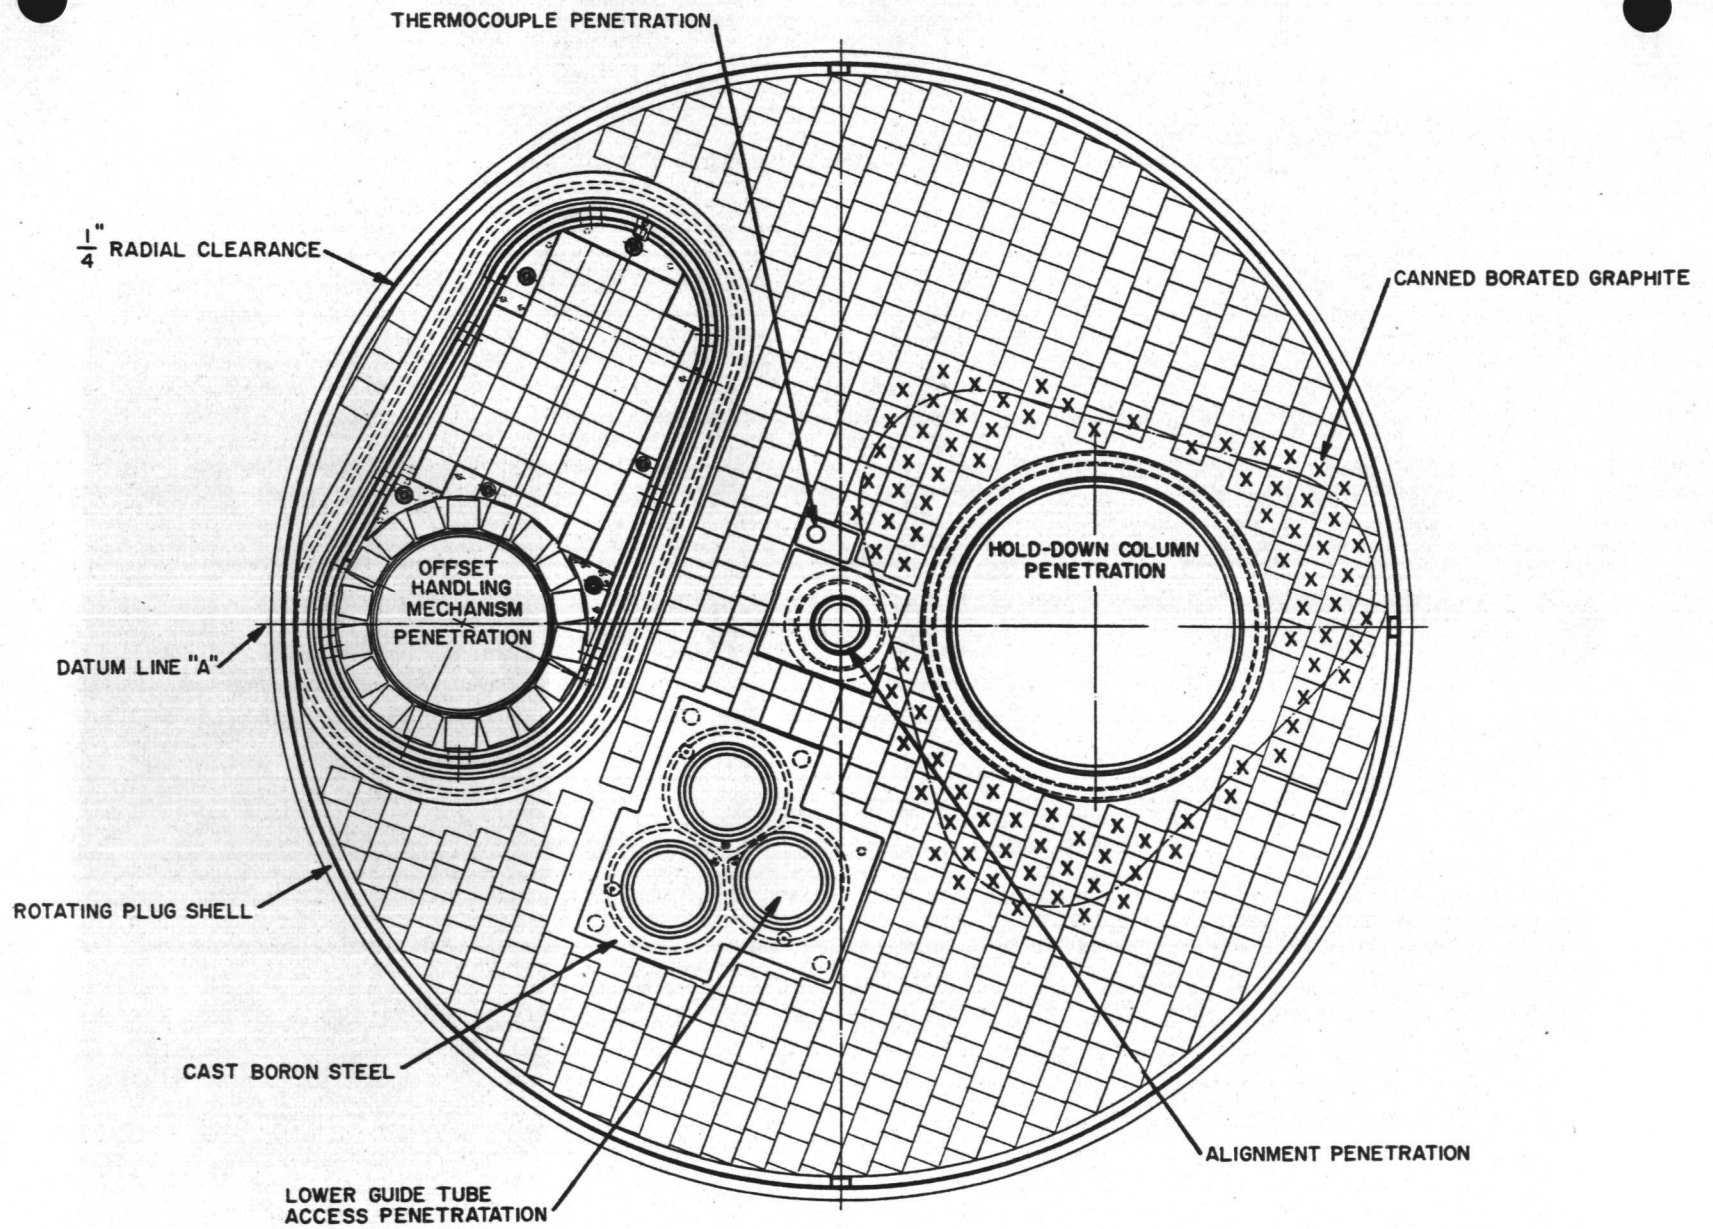 THERMOCOUPLE PENETRATION
1/4" RADIAL CLEARANCE
CANNED BORATED GRAPHITE
HOLD-DOWN COLUMN
PENETRATION
OFFSET
HANDLING
MECHANISM
PENETRATION
DATUM LINE "A"
ROTATING PLUG SHELL
CAST BORON STEEL
ALIGNMENT PENETRATION
LOWER GUIDE TUBE
ACCESS PENETRATATION